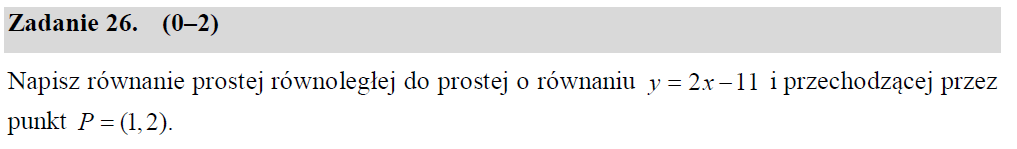 Zadanie 26. (0–2)
Napisz równanie prostej równoległej do prostej o równaniu y = 2x – 11 i przechodzącej przez
punkt P = (1, 2).